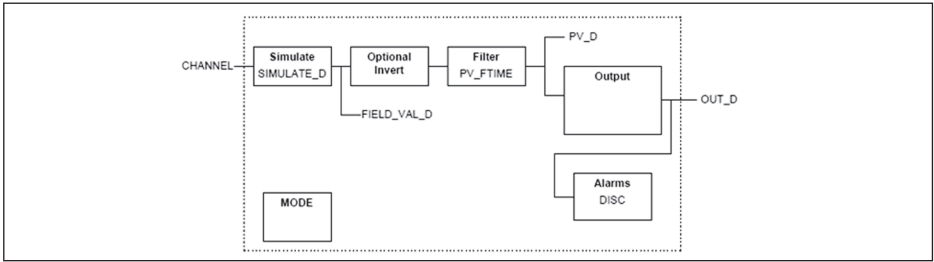 CHANNEL
Simulate
SIMULATE_D
Optional
Invert
Filter
PV_FTIME
PV_D
Output
OUT_D
FIELD_VAL_D
Alarms
DISC
MODE